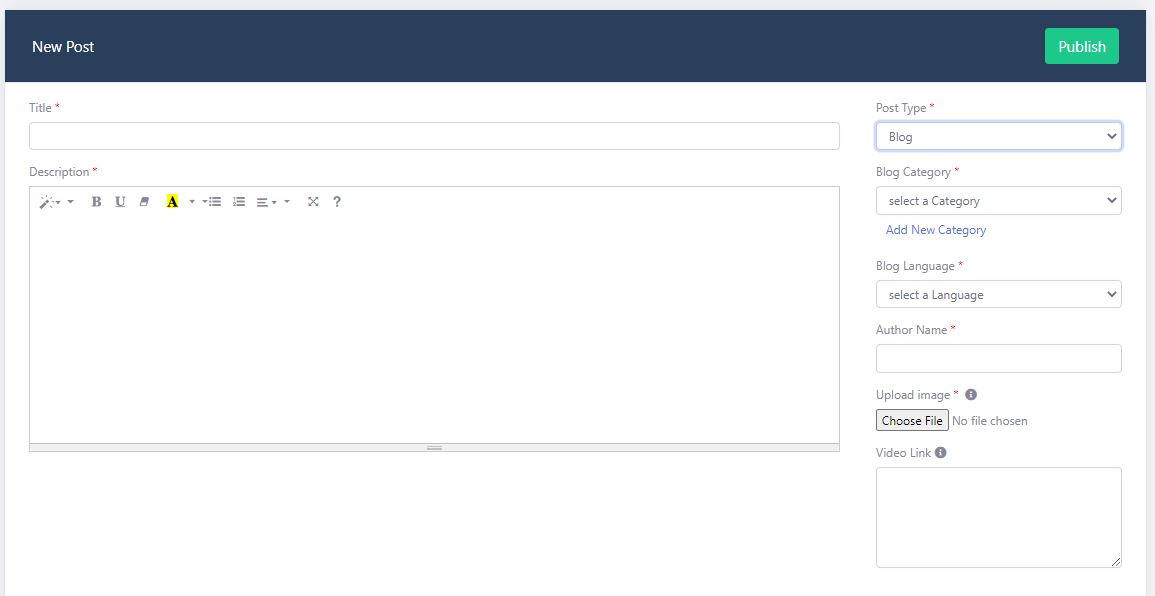 New Post
Publish
Title *
Description *
B U A ?
Post Type *
Blog
Blog Category *
select a Category
Add New Category
Blog Language *
select a Language
Author Name *
Upload image *
Choose File No file chosen
Video Link